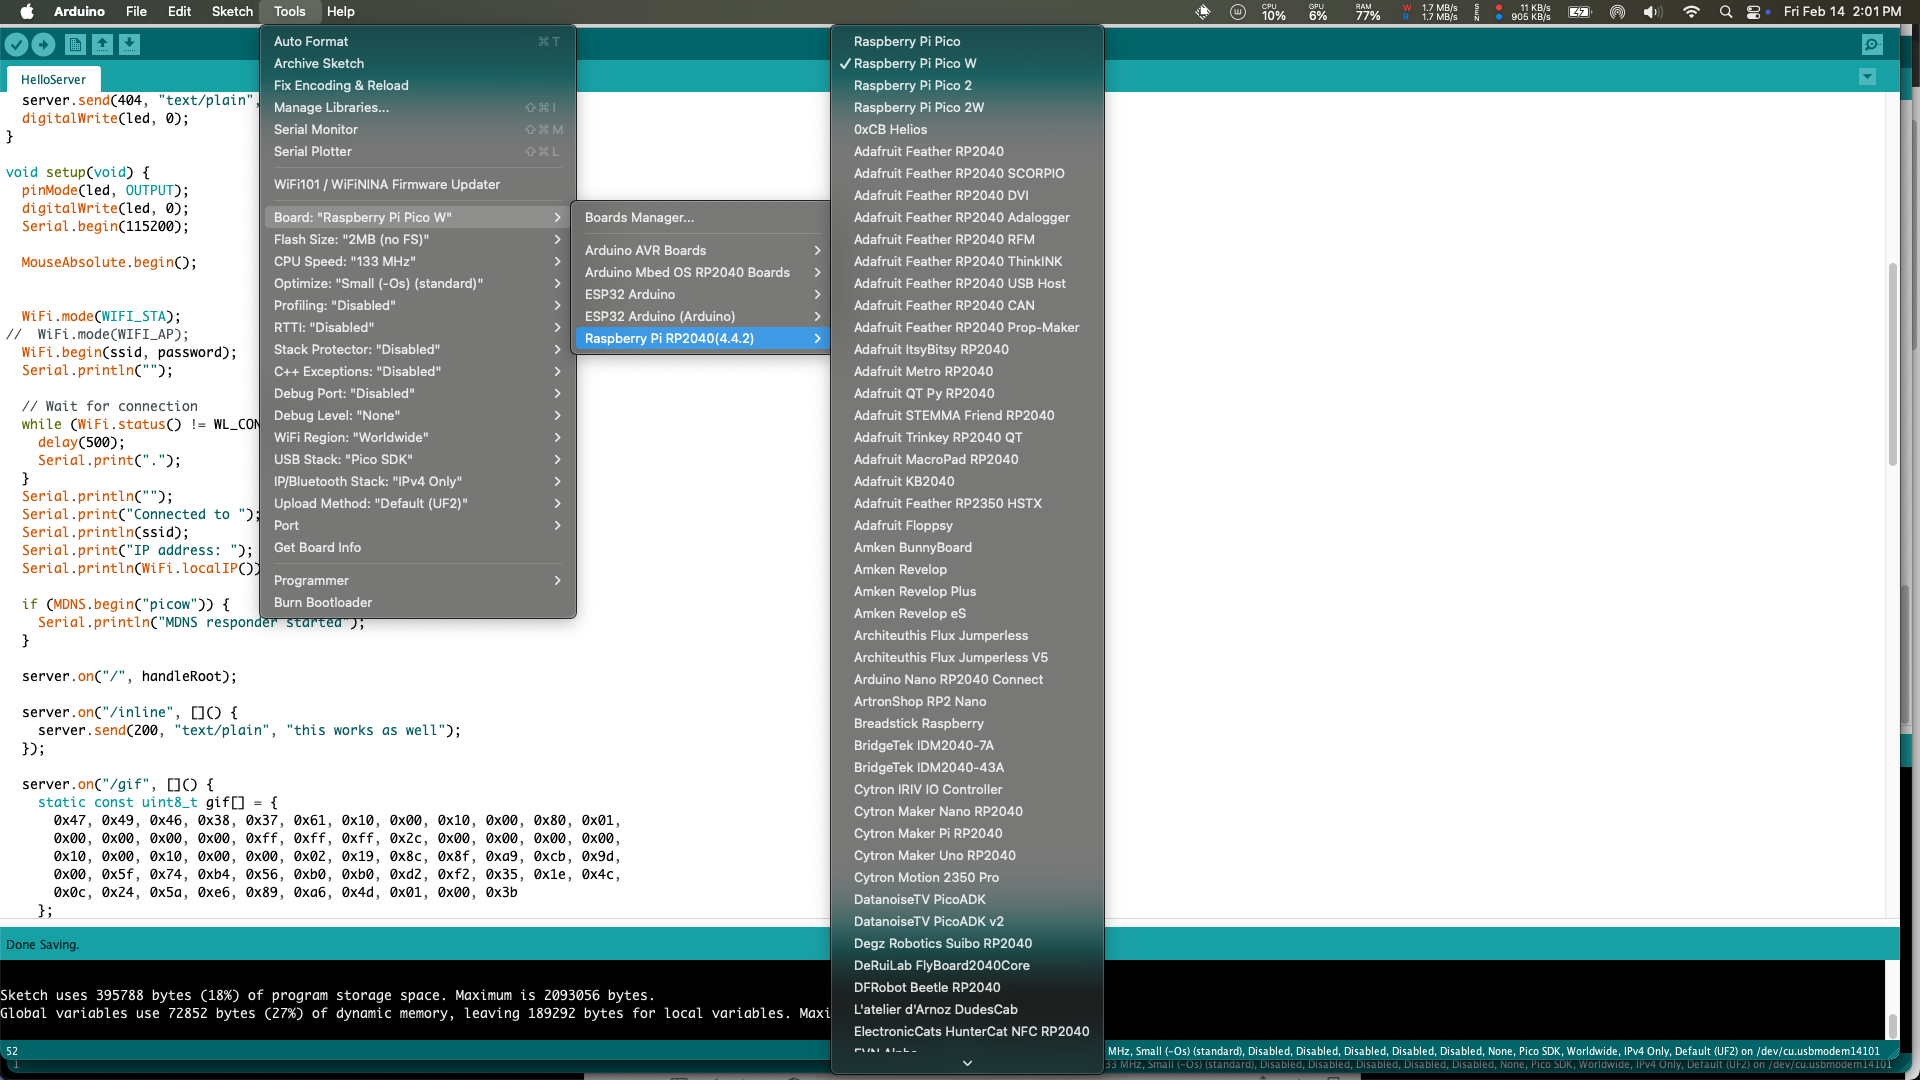 Arduino File Edit Sketch Tools Help
CPU 10% GPU 6% RAM 77% W 1.7 MB/s R 1.7 MB/s SEN 11 KB/s 905 KB/s Fri Feb 14 2:01 PM
HelloServer
server.send(404, "text/plain",
digitalWrite(led, 0);
}
void setup(void) {
pinMode(led, OUTPUT);
digitalWrite(led, 0);
Serial.begin(115200);
MouseAbsolute.begin();
WiFi.mode(WIFI_STA);
// WiFi.mode(WIFI_AP);
WiFi.begin(ssid, password);
Serial.println("");
// Wait for connection
while (WiFi.status() != WL_CON
delay(500);
Serial.print(".");
}
Serial.println("");
Serial.print("Connected to ");
Serial.println(ssid);
Serial.print("IP address: ");
Serial.println(WiFi.localIP())
if (MDNS.begin("picow")) {
Serial.println("MDNS responder started");
}
server.on("/", handleRoot);
server.on("/inline", []() {
server.send(200, "text/plain", "this works as well");
});
server.on("/gif", []() {
static const uint8_t gif[] = {
0x47, 0x49, 0x46, 0x38, 0x37, 0x61, 0x10, 0x00, 0x10, 0x00, 0x80, 0x01,
0x00, 0x00, 0x00, 0x00, 0xff, 0xff, 0xff, 0x2c, 0x00, 0x00, 0x00, 0x00,
0x10, 0x00, 0x10, 0x00, 0x00, 0x02, 0x19, 0x8c, 0x8f, 0xa9, 0xcb, 0x9d,
0x00, 0x5f, 0x74, 0xb4, 0x56, 0xb0, 0xb0, 0xd2, 0xf2, 0x35, 0x1e, 0x4c,
0x0c, 0x24, 0x5a, 0xe6, 0x89, 0xa6, 0x4d, 0x01, 0x00, 0x3b
};
Auto Format ⌘ T
Archive Sketch
Fix Encoding & Reload
Manage Libraries... ⇧ ⌘ I
Serial Monitor ⇧ ⌘ M
Serial Plotter ⇧ ⌘ L
WiFi101 / WiFiNINA Firmware Updater
Board: "Raspberry Pi Pico W"
Flash Size: "2MB (no FS)"
CPU Speed: "133 MHz"
Optimize: "Small (-Os) (standard)"
Profiling: "Disabled"
RTTI: "Disabled"
Stack Protector: "Disabled"
C++ Exceptions: "Disabled"
Debug Port: "Disabled"
Debug Level: "None"
WiFi Region: "Worldwide"
USB Stack: "Pico SDK"
IP/Bluetooth Stack: "IPv4 Only"
Upload Method: "Default (UF2)"
Port
Get Board Info
Programmer
Burn Bootloader
Boards Manager...
Arduino AVR Boards
Arduino Mbed OS RP2040 Boards
ESP32 Arduino
ESP32 Arduino (Arduino)
Raspberry Pi RP2040(4.4.2)
Raspberry Pi Pico
✓ Raspberry Pi Pico W
Raspberry Pi Pico 2
Raspberry Pi Pico 2W
0xCB Helios
Adafruit Feather RP2040
Adafruit Feather RP2040 SCORPIO
Adafruit Feather RP2040 DVI
Adafruit Feather RP2040 Adalogger
Adafruit Feather RP2040 RFM
Adafruit Feather RP2040 ThinkINK
Adafruit Feather RP2040 USB Host
Adafruit Feather RP2040 CAN
Adafruit Feather RP2040 Prop-Maker
Adafruit ItsyBitsy RP2040
Adafruit Metro RP2040
Adafruit QT Py RP2040
Adafruit STEMMA Friend RP2040
Adafruit Trinkey RP2040 QT
Adafruit MacroPad RP2040
Adafruit KB2040
Adafruit Feather RP2350 HSTX
Adafruit Floppsy
Amken BunnyBoard
Amken Revelop
Amken Revelop Plus
Amken Revelop eS
Architeuthis Flux Jumperless
Architeuthis Flux Jumperless V5
Arduino Nano RP2040 Connect
ArtronShop RP2 Nano
Breadstick Raspberry
BridgeTek IDM2040-7A
BridgeTek IDM2040-43A
Cytron IRIV IO Controller
Cytron Maker Nano RP2040
Cytron Maker Pi RP2040
Cytron Maker Uno RP2040
Cytron Motion 2350 Pro
DatanoiseTV PicoADK
DatanoiseTV PicoADK v2
Degz Robotics Suibo RP2040
DeRuiLab FlyBoard2040Core
DFRobot Beetle RP2040
L'atelier d'Arnoz DudesCab
ElectronicCats HunterCat NFC RP2040
Done Saving.
Sketch uses 395788 bytes (18%) of program storage space. Maximum is 2093056 bytes.
Global variables use 72852 bytes (27%) of dynamic memory, leaving 189292 bytes for local variables. Maxi
52 MHz, Small (-Os) (standard), Disabled, Disabled, Disabled, Disabled, Disabled, None, Pico SDK, Worldwide, IPv4 Only, Default (UF2) on /dev/cu.usbmodem14101
1 33 MHz, Small (-Os) (standard), Disabled, Disabled, Disabled, Disabled, Disabled, None, Pico SDK, Worldwide, IPv4 Only, Default (UF2) on /dev/cu.usbmodem14101